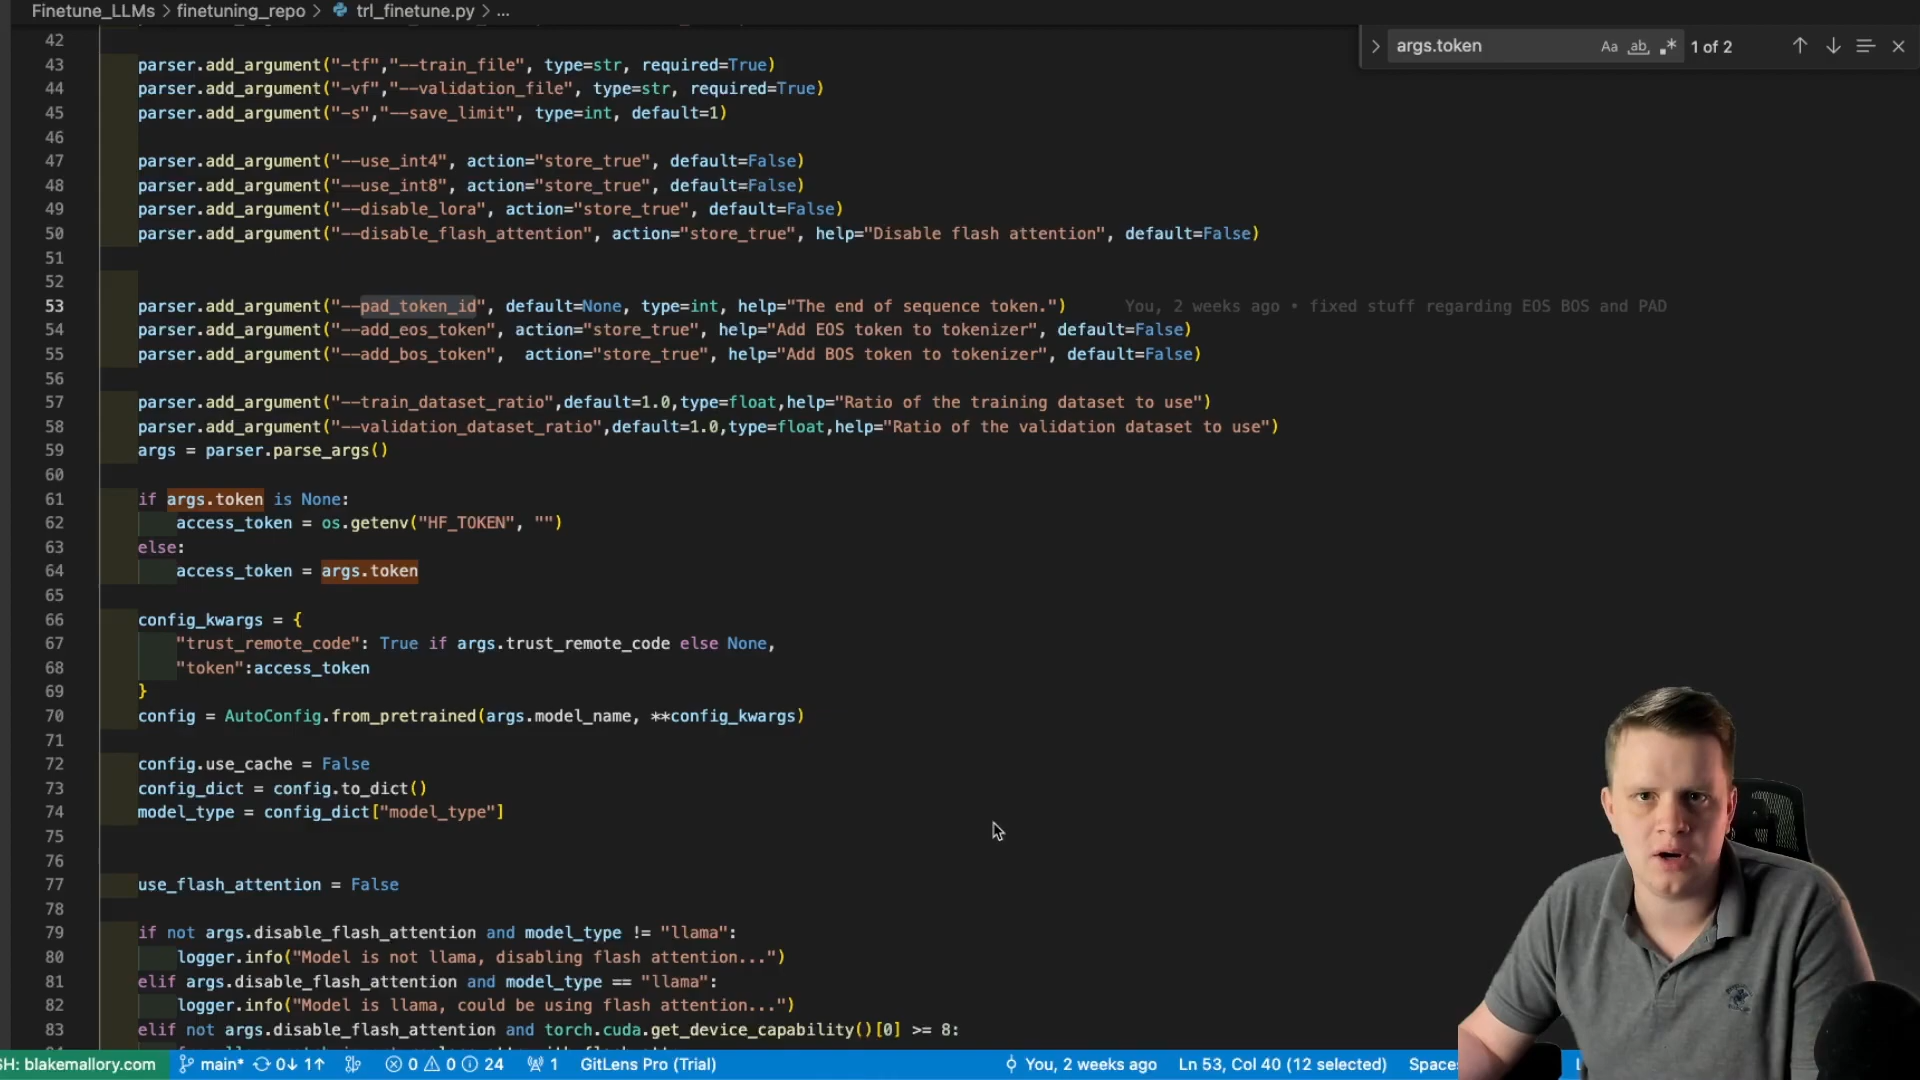 Finetune_LLMs > finetuning_repo > trl_finetune.py > ...
args.token
Aa ab .* 1 of 2
42
43 parser.add_argument("-tf","--train_file", type=str, required=True)
44 parser.add_argument("-vf","--validation_file", type=str, required=True)
45 parser.add_argument("-s","--save_limit", type=int, default=1)
46
47 parser.add_argument("--use_int4", action="store_true", default=False)
48 parser.add_argument("--use_int8", action="store_true", default=False)
49 parser.add_argument("--disable_lora", action="store_true", default=False)
50 parser.add_argument("--disable_flash_attention", action="store_true", help="Disable flash attention", default=False)
51
52
53 parser.add_argument("--pad_token_id", default=None, type=int, help="The end of sequence token.") You, 2 weeks ago • fixed stuff regarding EOS BOS and PAD
54 parser.add_argument("--add_eos_token", action="store_true", help="Add EOS token to tokenizer", default=False)
55 parser.add_argument("--add_bos_token",  action="store_true", help="Add BOS token to tokenizer", default=False)
56
57 parser.add_argument("--train_dataset_ratio",default=1.0,type=float,help="Ratio of the training dataset to use")
58 parser.add_argument("--validation_dataset_ratio",default=1.0,type=float,help="Ratio of the validation dataset to use")
59 args = parser.parse_args()
60
61 if args.token is None:
62 access_token = os.getenv("HF_TOKEN", "")
63 else:
64 access_token = args.token
65
66 config_kwargs = {
67 "trust_remote_code": True if args.trust_remote_code else None,
68 "token":access_token
69 }
70 config = AutoConfig.from_pretrained(args.model_name, **config_kwargs)
71
72 config.use_cache = False
73 config_dict = config.to_dict()
74 model_type = config_dict["model_type"]
75
76
77 use_flash_attention = False
78
79 if not args.disable_flash_attention and model_type != "llama":
80 logger.info("Model is not llama, disabling flash attention...")
81 elif args.disable_flash_attention and model_type == "llama":
82 logger.info("Model is llama, could be using flash attention...")
83 elif not args.disable_flash_attention and torch.cuda.get_device_capability()[0] >= 8:
SH: blakemallory.com main* 0↓ 1↑ 0 0 24 1 GitLens Pro (Trial) You, 2 weeks ago Ln 53, Col 40 (12 selected)